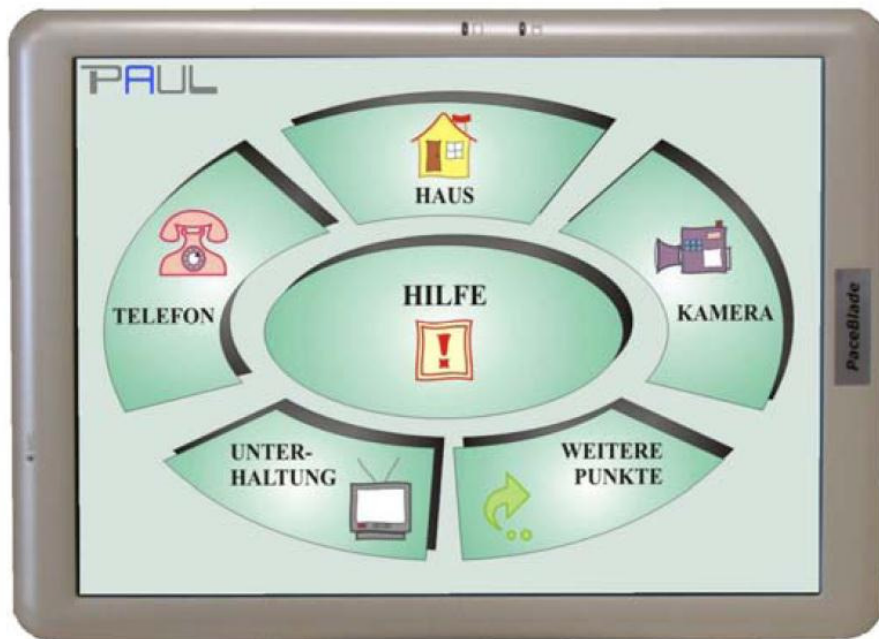 PAUL
HAUS
TELEFON
KAMERA
HILFE
UNTER-
HALTUNG
WEITERE
PUNKTE
PaceBlade